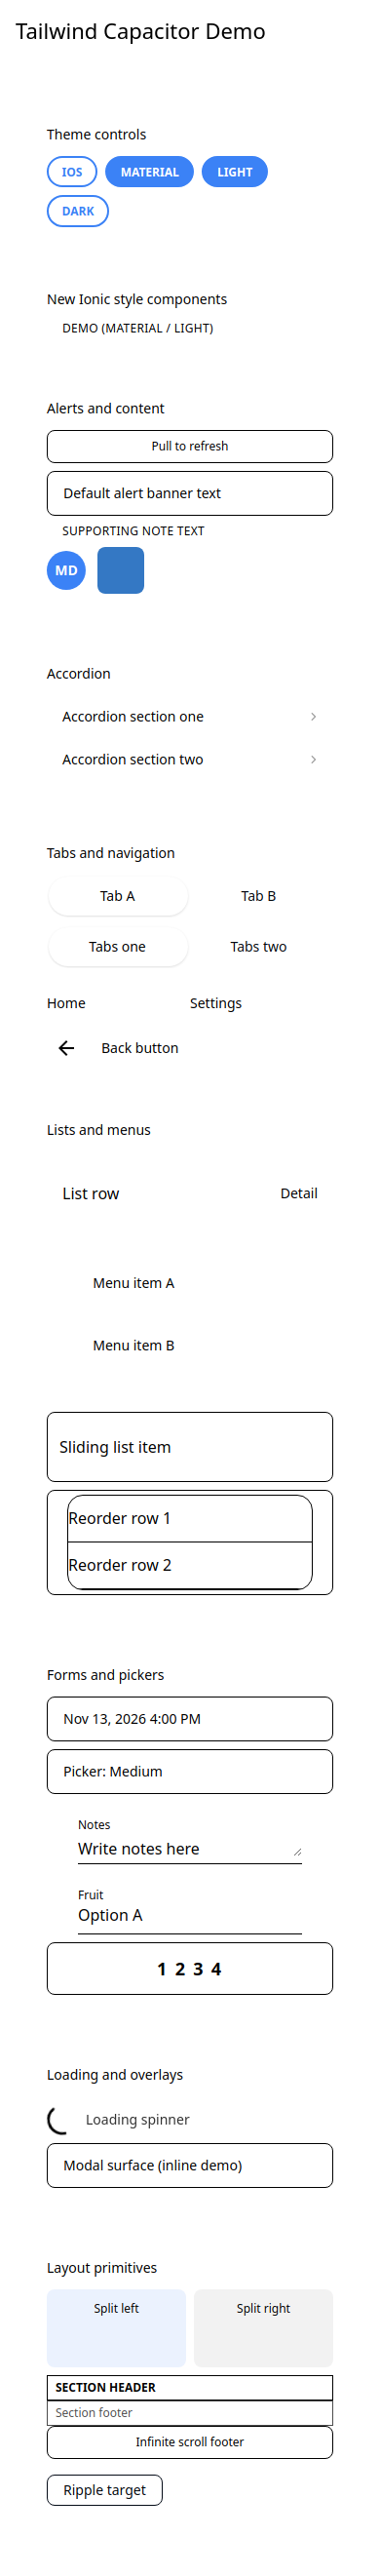 Tailwind Capacitor Demo
Theme controls
IOS MATERIAL LIGHT
DARK
New Ionic style components
DEMO (MATERIAL / LIGHT)
Alerts and content
Pull to refresh
Default alert banner text
SUPPORTING NOTE TEXT
MD
Accordion
Accordion section one
Accordion section two
Tabs and navigation
Tab A Tab B
Tabs one Tabs two
Home Settings
Back button
Lists and menus
List row Detail
Menu item A
Menu item B
Sliding list item
Reorder row 1
Reorder row 2
Forms and pickers
Nov 13, 2026 4:00 PM
Picker: Medium
Notes
Write notes here
Fruit
Option A
1 2 3 4
Loading and overlays
Loading spinner
Modal surface (inline demo)
Layout primitives
Split left Split right
SECTION HEADER
Section footer
Infinite scroll footer
Ripple target